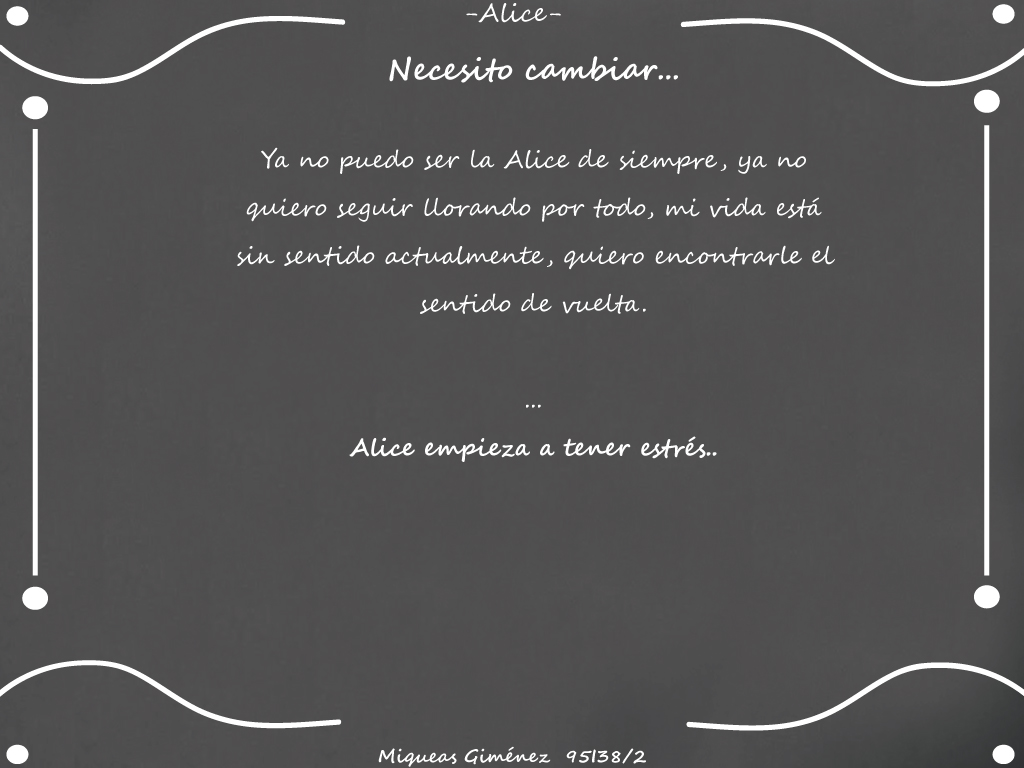 -Alice-
Necesito cambiar...
Ya no puedo ser la Alice de siempre, ya no
quiero seguir llorando por todo, mi vida está
sin sentido actualmente, quiero encontrarle el
sentido de vuelta.
...
Alice empieza a tener estrés..
Miqueas Giménez 95138/2